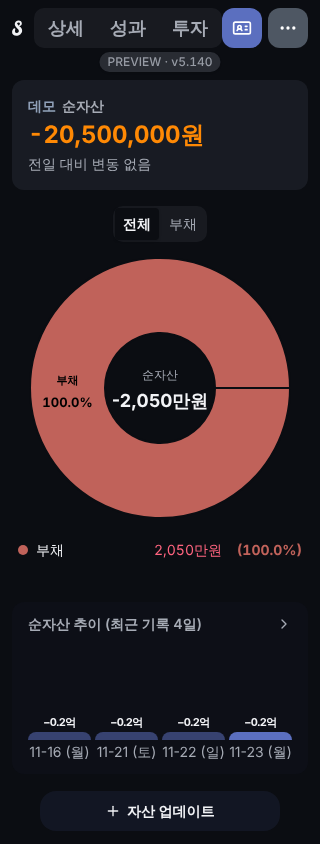 상세 성과 투자
PREVIEW · v5.140
데모 순자산
-20,500,000원
전일 대비 변동 없음
전체 부채
부채
100.0%
순자산
-2,050만원
부채 2,050만원 (100.0%)
순자산 추이 (최근 기록 4일)
−0.2억 −0.2억 −0.2억 −0.2억
11-16 (월) 11-21 (토) 11-22 (일) 11-23 (월)
+ 자산 업데이트